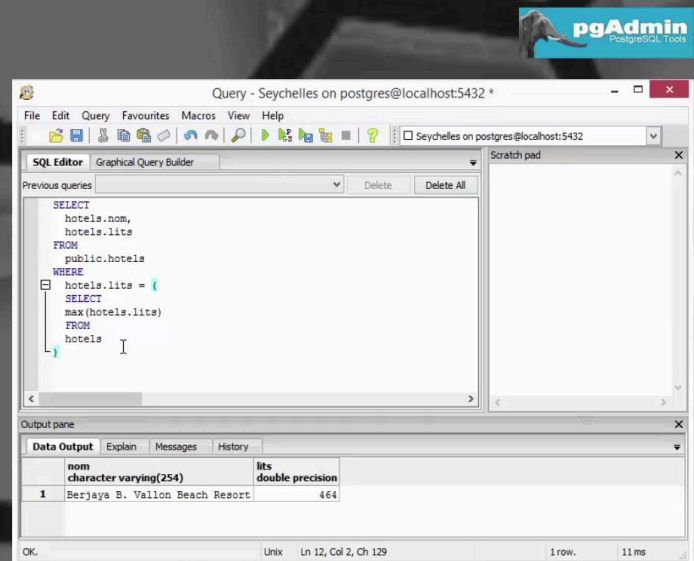 pgAdmin
PostgreSQL Tools
Query - Seychelles on postgres@localhost:5432 *
File Edit Query Favourites Macros View Help
Seychelles on postgres@localhost:5432
SQL Editor Graphical Query Builder
Scratch pad
Previous queries Delete Delete All
SELECT
hotels.nom,
hotels.lits
FROM
public.hotels
WHERE
hotels.lits = (
SELECT
max(hotels.lits)
FROM
hotels
)
Output pane
Data Output Explain Messages History
nom lits
character varying(254) double precision
1 Berjaya B. Vallon Beach Resort 464
OK. Unix Ln 12, Col 2, Ch 129 1 row. 11 ms